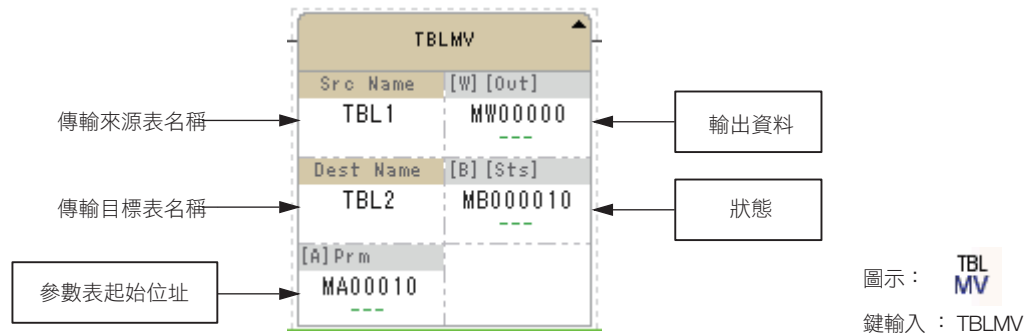 TBLMV
Src Name [W] [Out]
傳輸來源表名稱 TBL1 MW00000 輸出資料
---
Dest Name [B] [Sts]
傳輸目標表名稱 TBL2 MB000010 狀態
---
[A] Prm
參數表起始位址 MA00010
---
圖示： TBL MV
鍵輸入 ： TBLMV